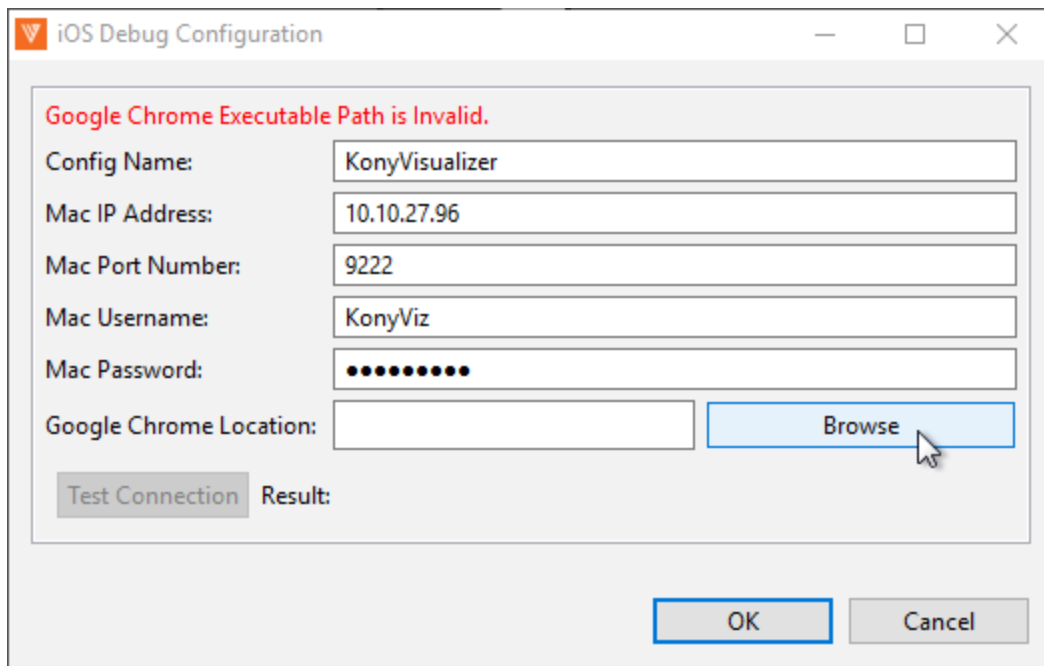 iOS Debug Configuration
Google Chrome Executable Path is Invalid.
Config Name: KonyVisualizer
Mac IP Address: 10.10.27.96
Mac Port Number: 9222
Mac Username: KonyViz
Mac Password: ●●●●●●●●●
Google Chrome Location: Browse
Test Connection Result:
OK Cancel